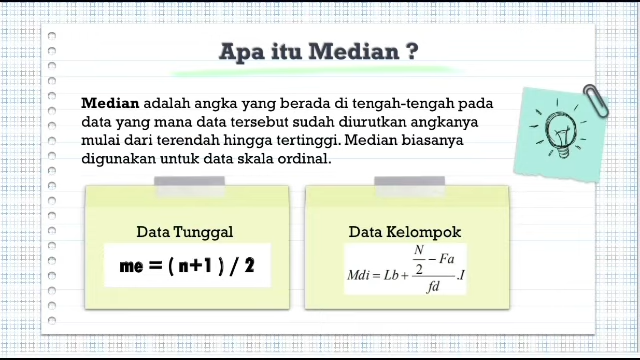 Apa itu Median ?
Median adalah angka yang berada di tengah-tengah pada
data yang mana data tersebut sudah diurutkan angkanya
mulai dari terendah hingga tertinggi. Median biasanya
digunakan untuk data skala ordinal.
Data Tunggal
me = ( n+1 ) / 2
Data Kelompok
Mdi = Lb + \frac{\frac{N}{2} - Fa}{fd} .I